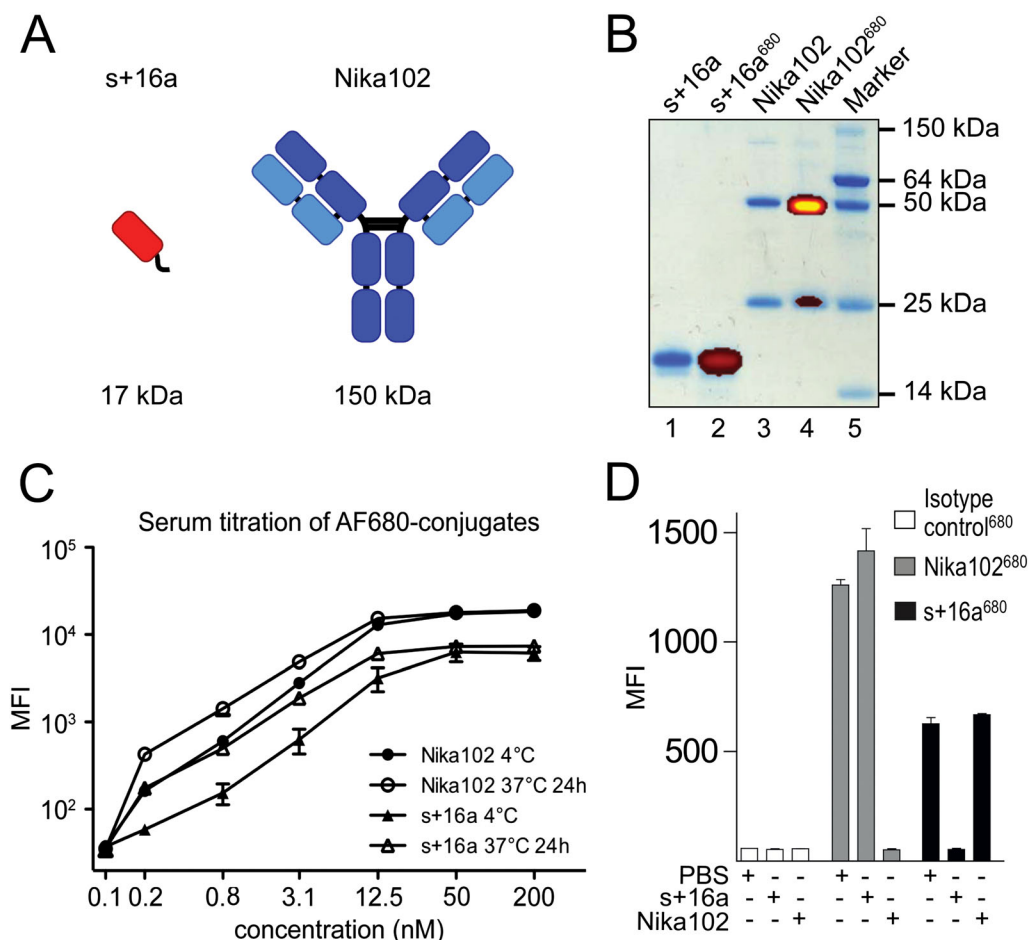 A
s+16a
Nika102
17 kDa
150 kDa
B
s+16a
s+16a⁶⁸⁰
Nika102
Nika102⁶⁸⁰
Marker
150 kDa
64 kDa
50 kDa
25 kDa
14 kDa
1 2 3 4 5
C
Serum titration of AF680-conjugates
MFI
10⁵
10⁴
10³
10²
Nika102 4°C
Nika102 37°C 24h
s+16a 4°C
s+16a 37°C 24h
0.1 0.2 0.8 3.1 12.5 50 200
concentration (nM)
D
Isotype
control⁶⁸⁰
Nika102⁶⁸⁰
s+16a⁶⁸⁰
MFI
1500
1000
500
PBS + - - + - - + - -
s+16a - + - - + - - + -
Nika102 - - + - - + - - +